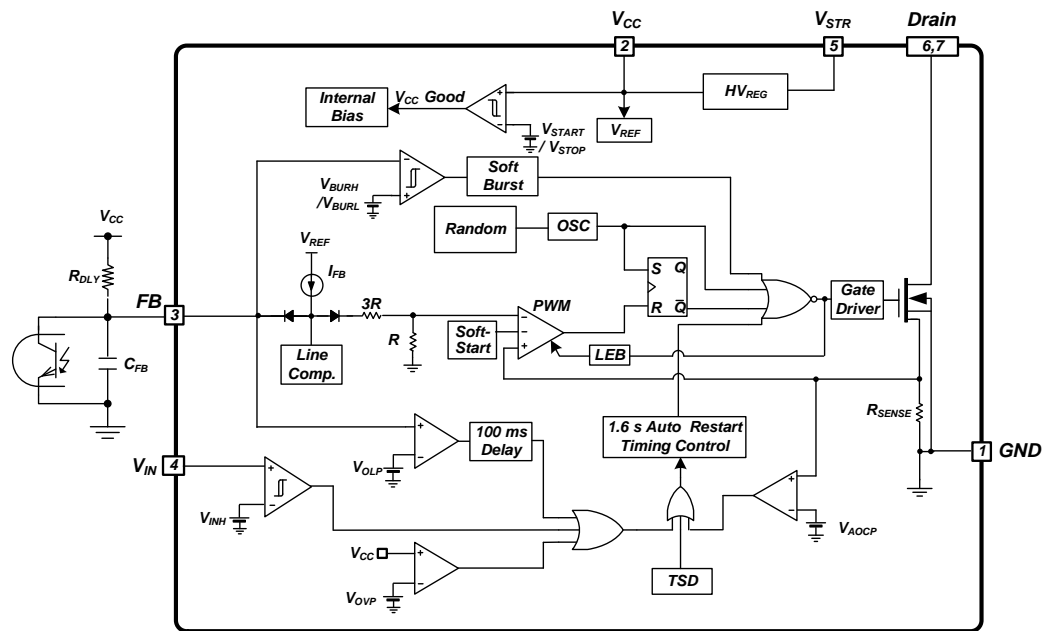 VCC
VSTR
Drain
2
5
6,7
Internal
Bias
VCC Good
+
−
HVREG
VREF
VSTART
/ VSTOP
−
+
Soft
Burst
VBURH
/VBURL
Random
OSC
VCC
RDLY
VREF
IFB
S Q
R Q̅
Gate
Driver
FB
3
3R
PWM
−
−
+
Soft-
Start
R
LEB
Line
Comp.
CFB
RSENSE
1.6 s Auto Restart
Timing Control
1
GND
+
−
100 ms
Delay
VOLP
VIN
4
+
−
VINH
+
−
VAOCP
VCC
+
−
VOVP
TSD